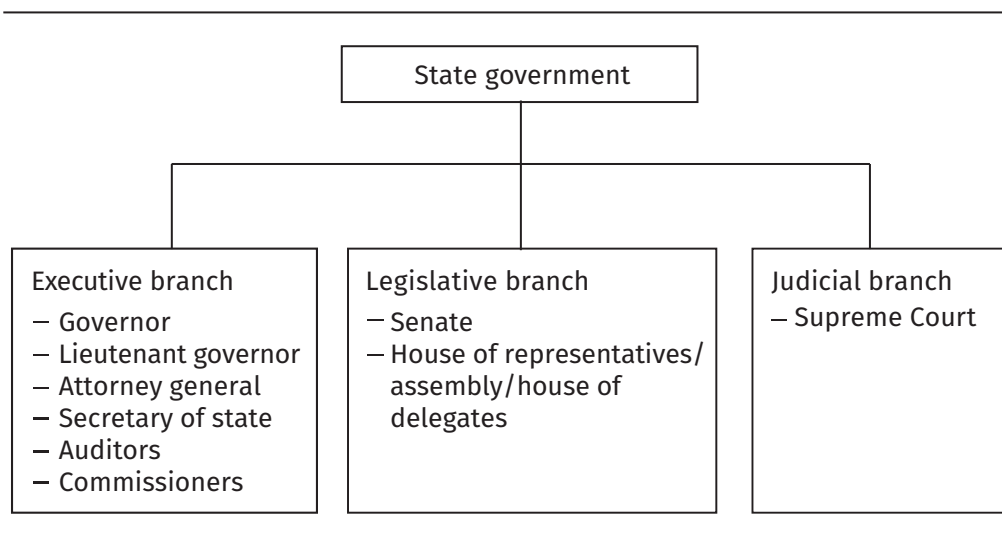 State government
Executive branch
– Governor
– Lieutenant governor
– Attorney general
– Secretary of state
– Auditors
– Commissioners
Legislative branch
– Senate
– House of representatives/
assembly/house of
delegates
Judicial branch
– Supreme Court